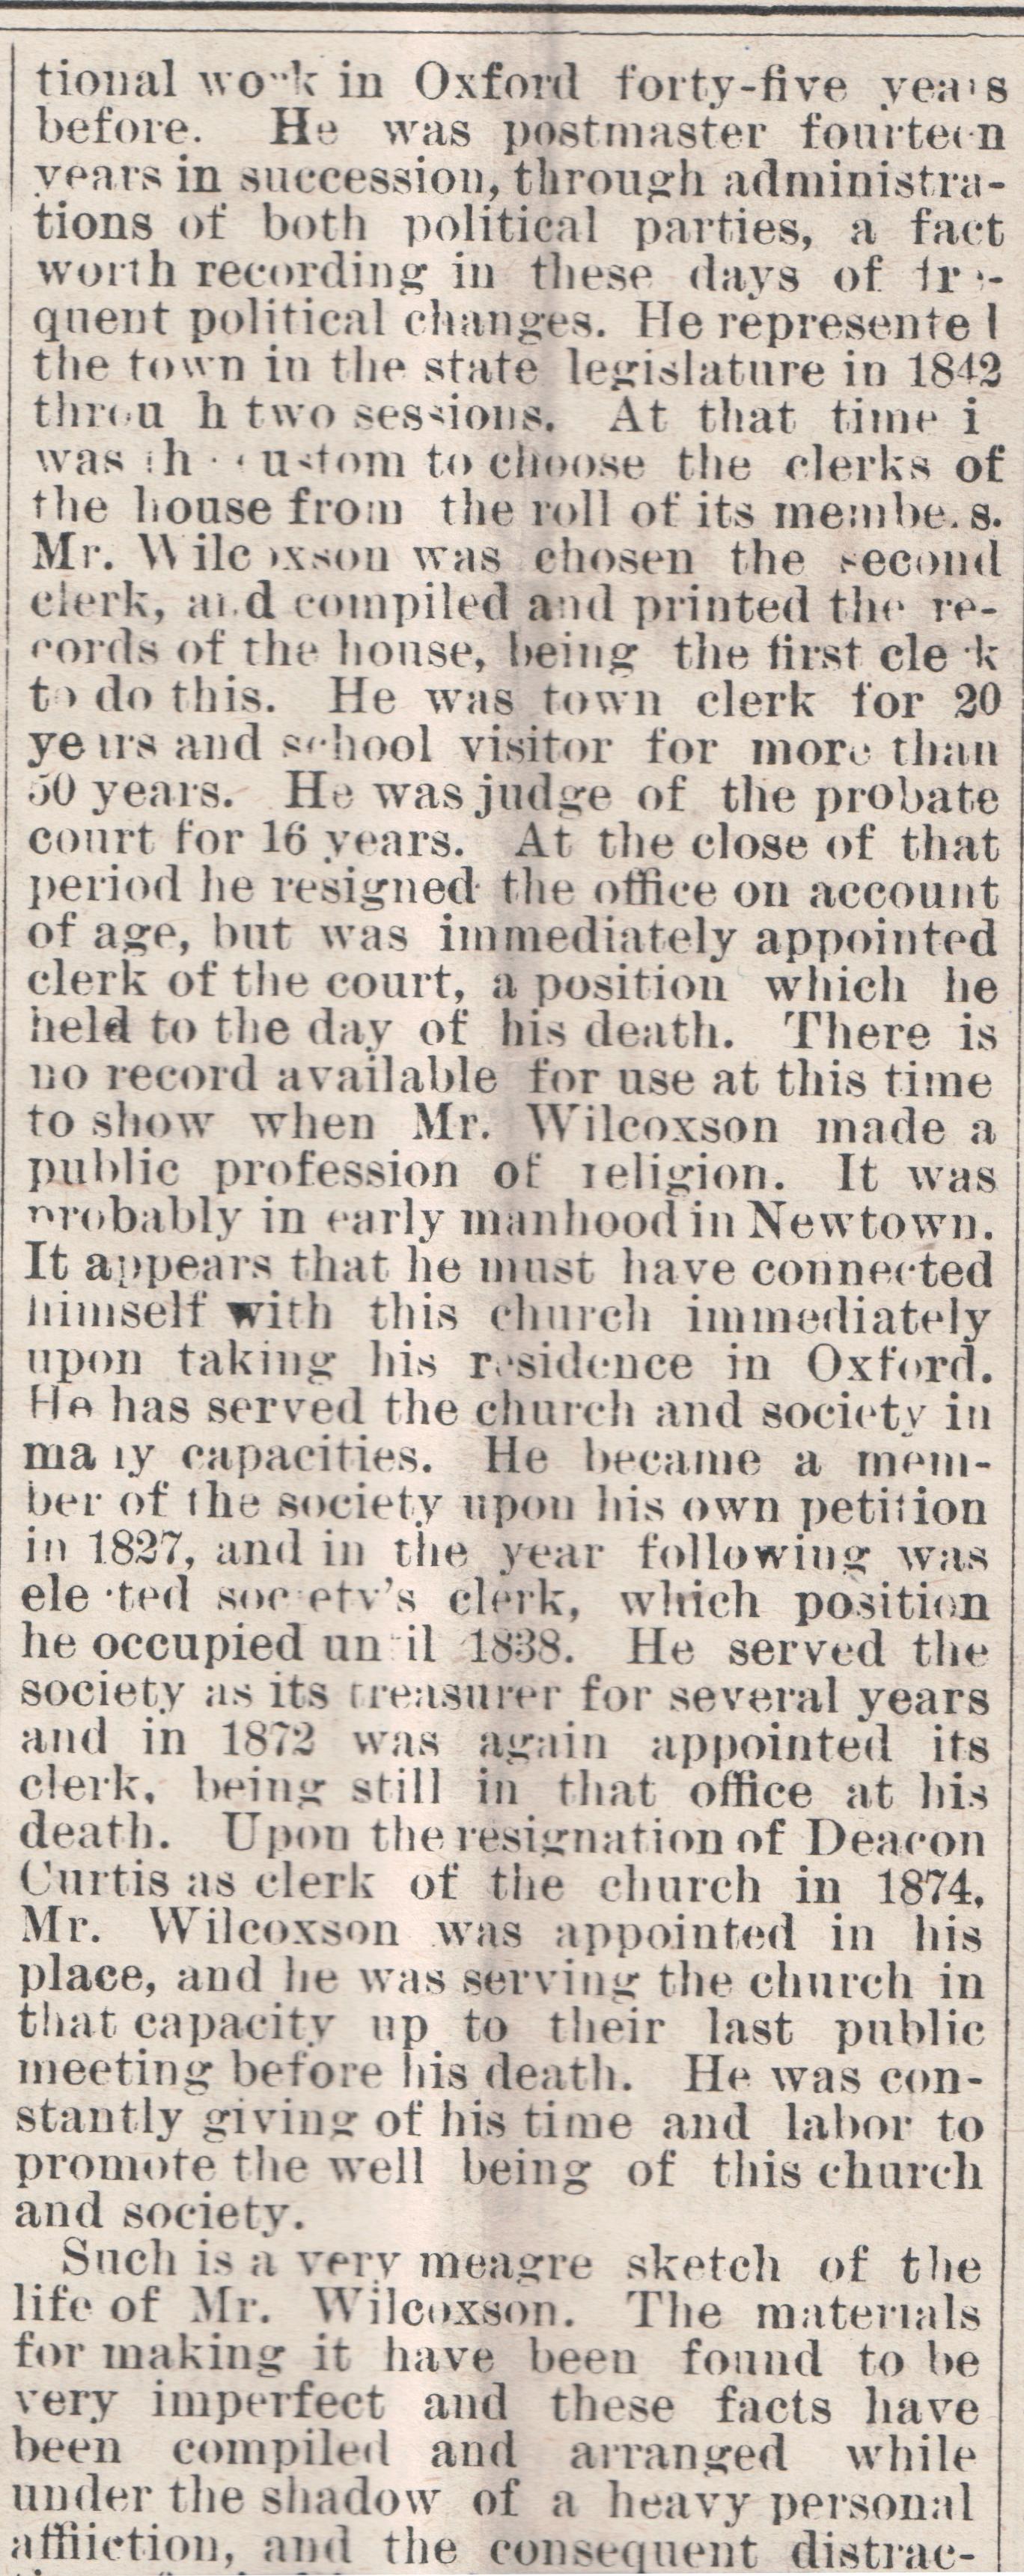 tional work in Oxford forty-five years
before. He was postmaster fourteen
years in succession, through administra-
tions of both political parties, a fact
worth recording in these days of fre-
quent political changes. He represented
the town in the state legislature in 1842
through two sessions. At that time i
was the custom to choose the clerks of
the house from the roll of its members.
Mr. Wilcoxson was chosen the second
clerk, and compiled and printed the re-
cords of the house, being the first clerk
to do this. He was town clerk for 20
years and school visitor for more than
50 years. He was judge of the probate
court for 16 years. At the close of that
period he resigned the office on account
of age, but was immediately appointed
clerk of the court, a position which he
held to the day of his death. There is
no record available for use at this time
to show when Mr. Wilcoxson made a
public profession of religion. It was
probably in early manhood in Newtown.
It appears that he must have connected
himself with this church immediately
upon taking his residence in Oxford.
He has served the church and society in
many capacities. He became a mem-
ber of the society upon his own petition
in 1827, and in the year following was
elected society's clerk, which position
he occupied until 1838. He served the
society as its treasurer for several years
and in 1872 was again appointed its
clerk, being still in that office at his
death. Upon the resignation of Deacon
Curtis as clerk of the church in 1874,
Mr. Wilcoxson was appointed in his
place, and he was serving the church in
that capacity up to their last public
meeting before his death. He was con-
stantly giving of his time and labor to
promote the well being of this church
and society.
Such is a very meagre sketch of the
life of Mr. Wilcoxson. The materials
for making it have been found to be
very imperfect and these facts have
been compiled and arranged while
under the shadow of a heavy personal
affliction, and the consequent distrac-